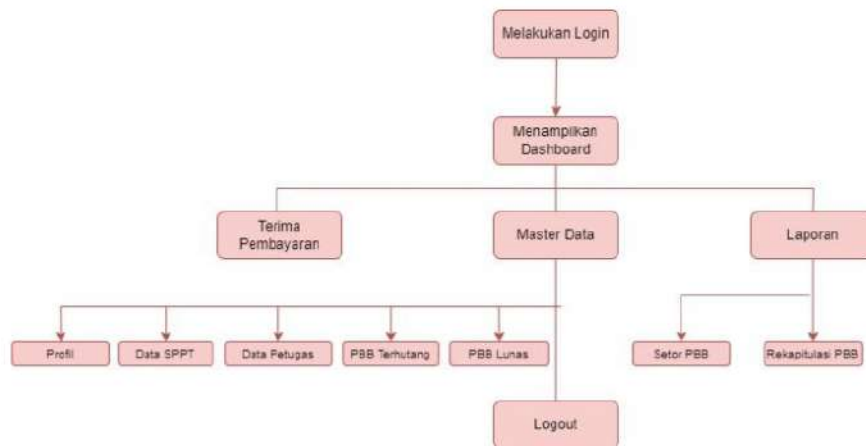 Melakukan Login
Menampilkan
Dashboard
Terima
Pembayaran
Master Data
Laporan
Profil
Data SPPT
Data Petugas
PBB Terhutang
PBB Lunas
Setor PBB
Rekapitulasi PBB
Logout